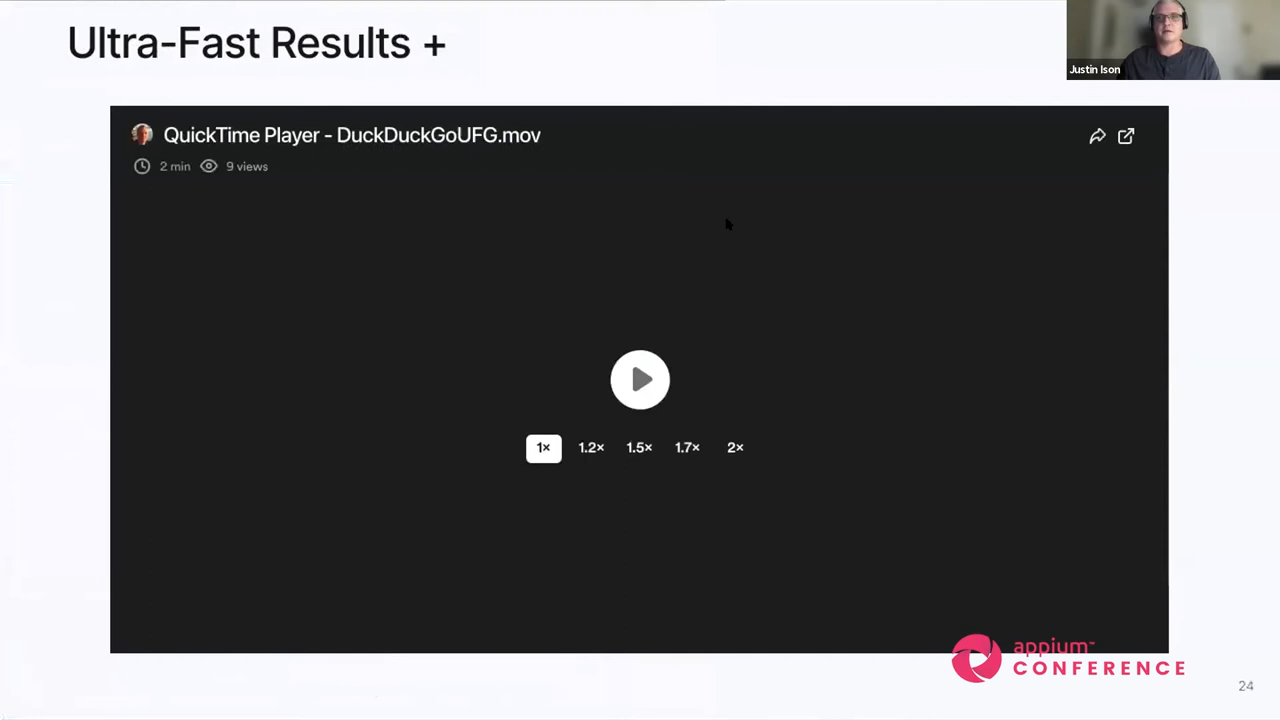 Ultra-Fast Results +
Justin Ison
QuickTime Player - DuckDuckGoUFG.mov
2 min 9 views
1× 1.2× 1.5× 1.7× 2×
appium™
CONFERENCE
24